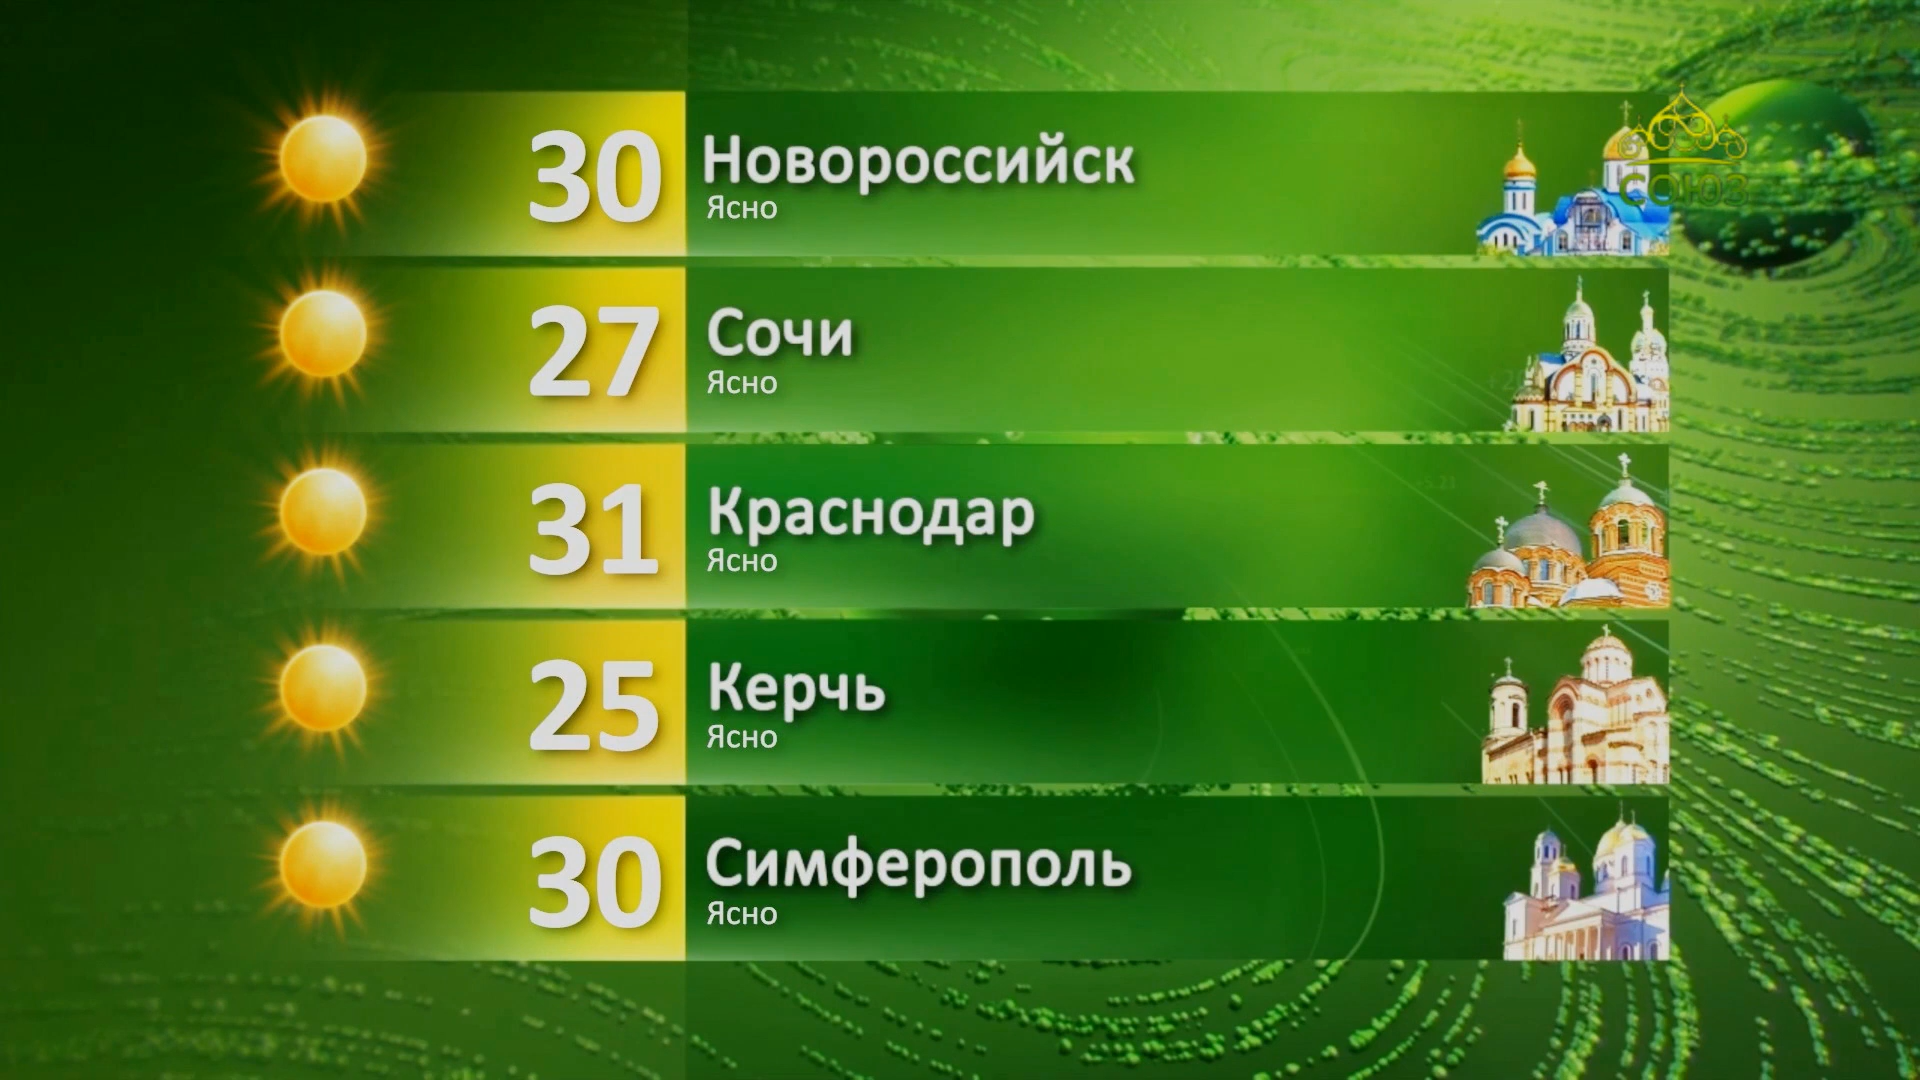 30
Новороссийск
Ясно
СОЮЗ
27
Сочи
Ясно
31
Краснодар
Ясно
25
Керчь
Ясно
30
Симферополь
Ясно